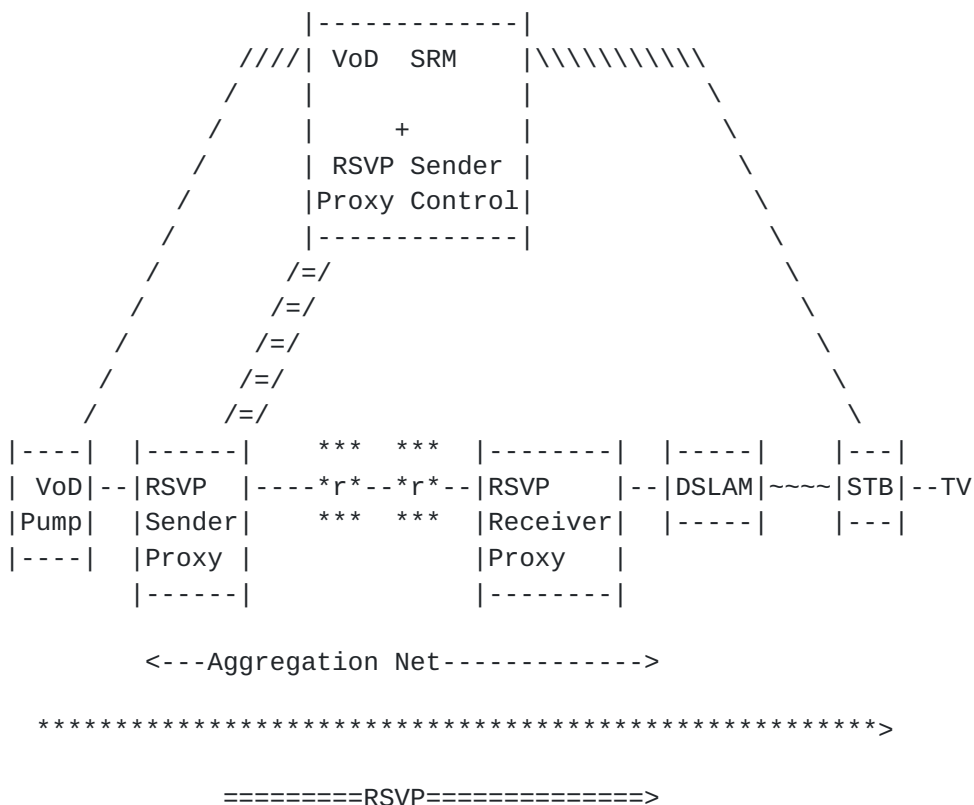 |-------------|
               ////| VoD  SRM    |\\\\\\\\\\\
              /    |             |           \
             /     |     +       |            \
            /      | RSVP Sender |             \
           /       |Proxy Control|              \
          /        |-------------|               \
         /        /=/                             \
        /        /=/                               \
       /        /=/                                 \
      /        /=/                                   \
     /        /=/                                     \
|----|  |------|    ***  ***  |--------|  |-----|    |---|
| VoD|--|RSVP  |----*r*--*r*--|RSVP    |--|DSLAM|~~~~|STB|--TV
|Pump|  |Sender|    ***  ***  |Receiver|  |-----|    |---|
|----|  |Proxy |              |Proxy   |
        |------|              |--------|
         <---Aggregation Net------------->
  ******************************************************>
              =========RSVP==============>